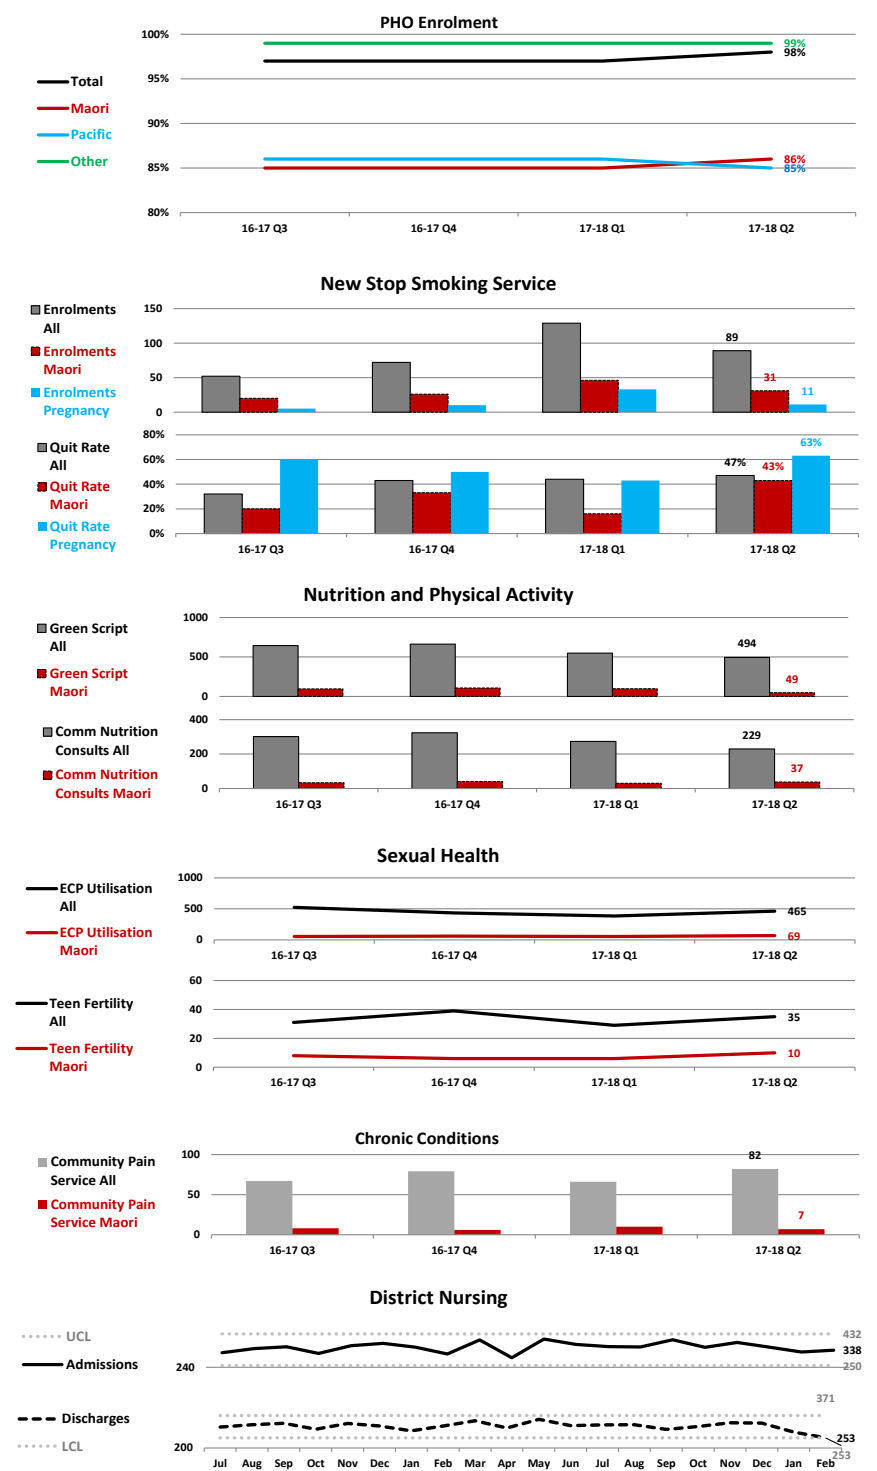 PHO Enrolment
100%
95%
90%
85%
80%
Total
Maori
Pacific
Other
99%
98%
86%
85%
16-17 Q3
16-17 Q4
17-18 Q1
17-18 Q2
New Stop Smoking Service
Enrolments
All
Enrolments
Maori
Enrolments
Pregnancy
150
100
50
0
89
31
11
Quit Rate
All
Quit Rate
Maori
Quit Rate
Pregnancy
80%
60%
40%
20%
0%
47%
43%
63%
16-17 Q3
16-17 Q4
17-18 Q1
17-18 Q2
Nutrition and Physical Activity
Green Script
All
Green Script
Maori
1000
500
0
494
49
Comm Nutrition
Consults All
Comm Nutrition
Consults Maori
400
200
0
229
37
16-17 Q3
16-17 Q4
17-18 Q1
17-18 Q2
Sexual Health
ECP Utilisation
All
ECP Utilisation
Maori
1000
500
0
465
69
16-17 Q3
16-17 Q4
17-18 Q1
17-18 Q2
Teen Fertility
All
Teen Fertility
Maori
60
40
20
0
35
10
16-17 Q3
16-17 Q4
17-18 Q1
17-18 Q2
Chronic Conditions
Community Pain
Service All
Community Pain
Service Maori
100
50
0
82
7
16-17 Q3
16-17 Q4
17-18 Q1
17-18 Q2
District Nursing
UCL
Admissions
240
432
338
250
Discharges
LCL
200
371
253
253
Jul Aug Sep Oct Nov Dec Jan Feb Mar Apr May Jun Jul Aug Sep Oct Nov Dec Jan Feb